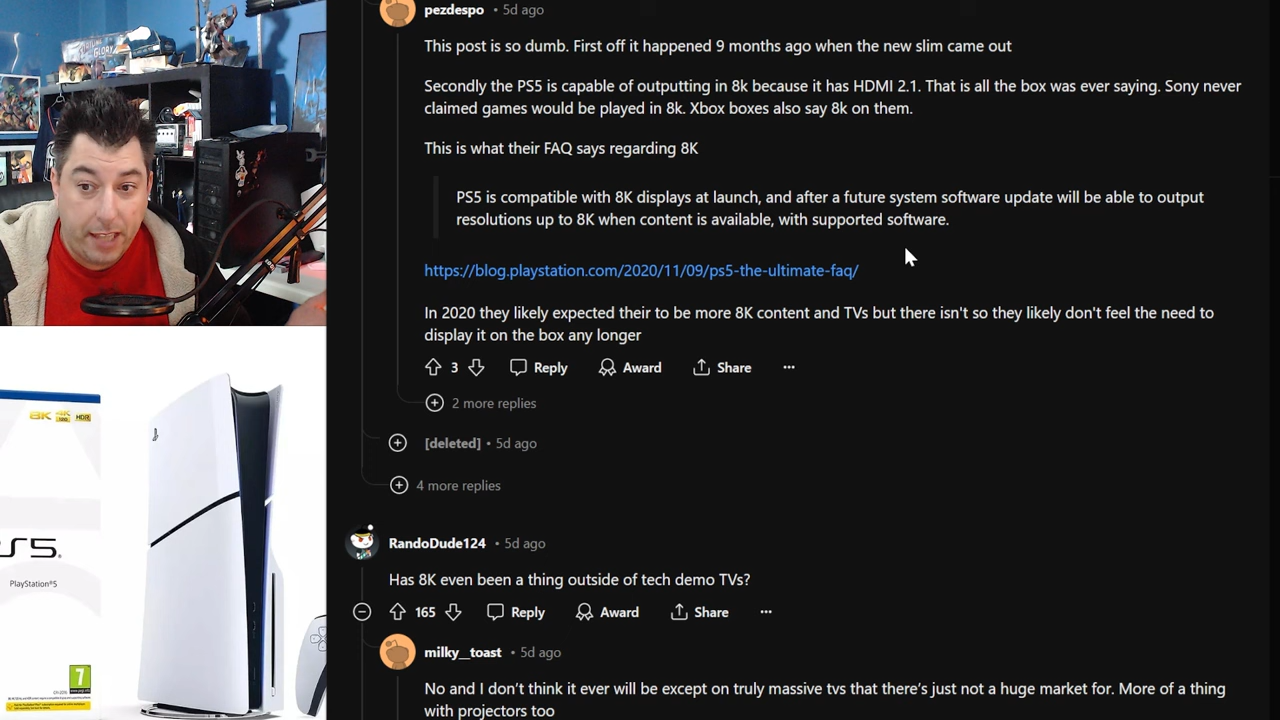 pezdespo • 5d ago
This post is so dumb. First off it happened 9 months ago when the new slim came out
Secondly the PS5 is capable of outputting in 8k because it has HDMI 2.1. That is all the box was ever saying. Sony never
claimed games would be played in 8k. Xbox boxes also say 8k on them.
This is what their FAQ says regarding 8K
PS5 is compatible with 8K displays at launch, and after a future system software update will be able to output
resolutions up to 8K when content is available, with supported software.
https://blog.playstation.com/2020/11/09/ps5-the-ultimate-faq/
In 2020 they likely expected their to be more 8K content and TVs but there isn't so they likely don't feel the need to
display it on the box any longer
3 Reply Award Share
2 more replies
[deleted] • 5d ago
4 more replies
RandoDude124 • 5d ago
Has 8K even been a thing outside of tech demo TVs?
165 Reply Award Share
milky__toast • 5d ago
No and I don’t think it ever will be except on truly massive tvs that there’s just not a huge market for. More of a thing
with projectors too
GLORY
8K 4K 120 HDR
PS5
PlayStation®5
7